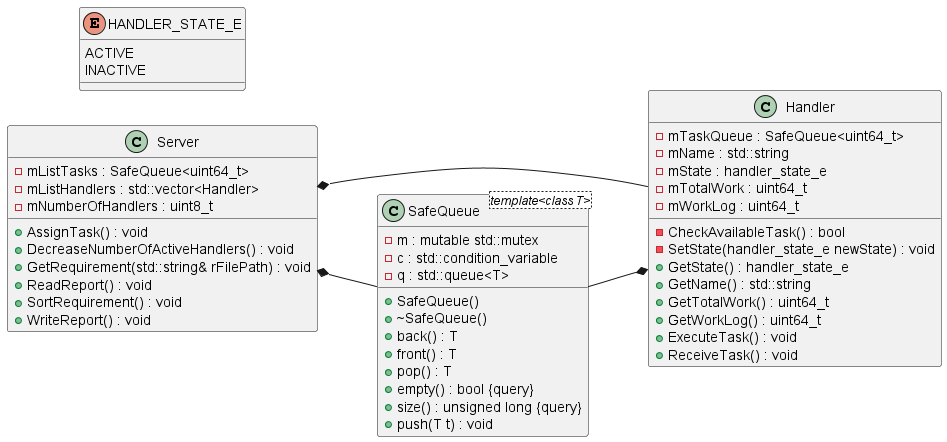 E HANDLER_STATE_E
ACTIVE
INACTIVE
C Server
mListTasks : SafeQueue<uint64_t>
mListHandlers : std::vector<Handler>
mNumberOfHandlers : uint8_t
AssignTask() : void
DecreaseNumberOfActiveHandlers() : void
GetRequirement(std::string& rFilePath) : void
ReadReport() : void
SortRequirement() : void
WriteReport() : void
C SafeQueue
template<class T>
m : mutable std::mutex
c : std::condition_variable
q : std::queue<T>
SafeQueue()
~SafeQueue()
back() : T
front() : T
pop() : T
empty() : bool {query}
size() : unsigned long {query}
push(T t) : void
C Handler
mTaskQueue : SafeQueue<uint64_t>
mName : std::string
mState : handler_state_e
mTotalWork : uint64_t
mWorkLog : uint64_t
CheckAvailableTask() : bool
SetState(handler_state_e newState) : void
GetState() : handler_state_e
GetName() : std::string
GetTotalWork() : uint64_t
GetWorkLog() : uint64_t
ExecuteTask() : void
ReceiveTask() : void